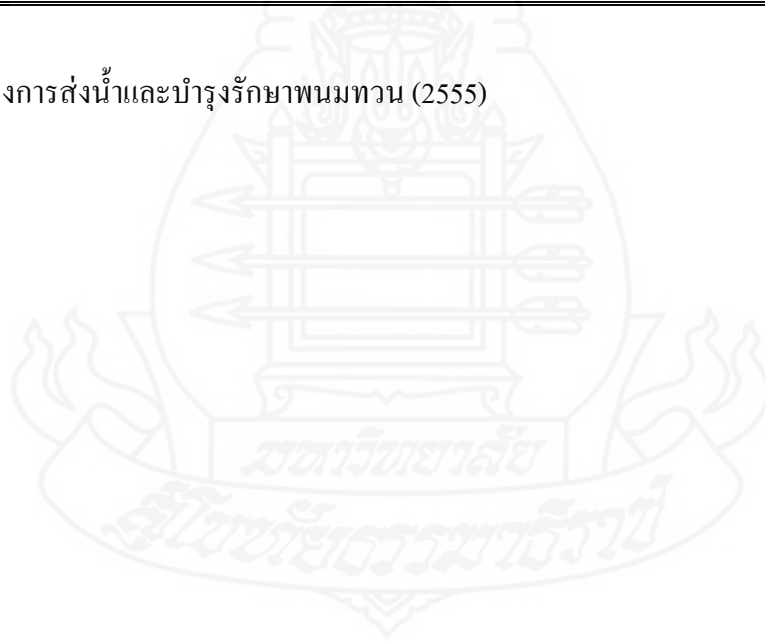 งการส่งน้ำและบำรุงรักษาพนมทวน (2555)
มหาวิทยาลัย
สุโขทัยธรรมาธิราช